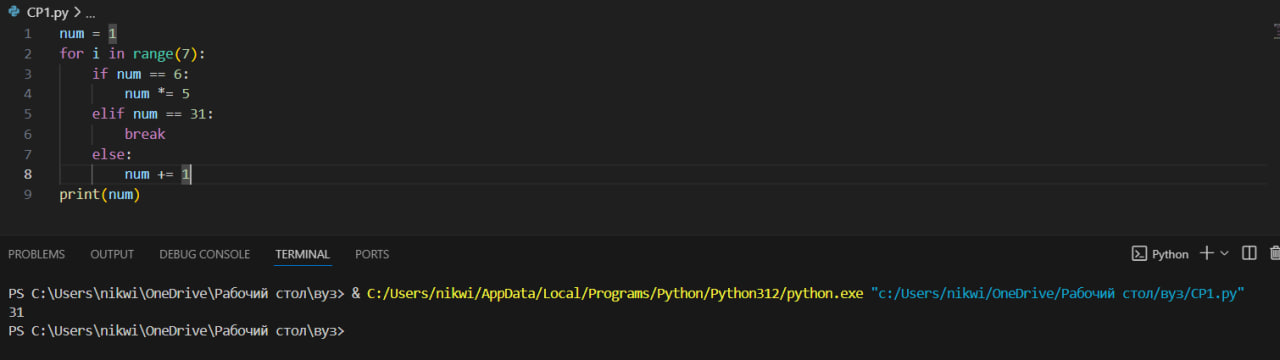 CP1.py > ...
1 num = 1
2 for i in range(7):
3     if num == 6:
4         num *= 5
5     elif num == 31:
6         break
7     else:
8         num += 1
9 print(num)
PROBLEMS OUTPUT DEBUG CONSOLE TERMINAL PORTS Python
PS C:\Users\nikwi\OneDrive\Рабочий стол\вуз> & C:/Users/nikwi/AppData/Local/Programs/Python/Python312/python.exe "c:/Users/nikwi/OneDrive/Рабочий стол/вуз/CP1.py"
31
PS C:\Users\nikwi\OneDrive\Рабочий стол\вуз>